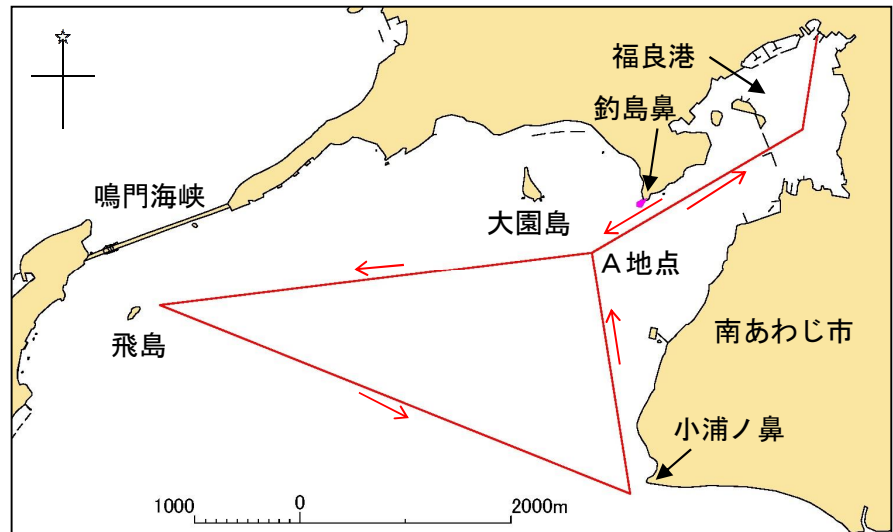 福良港
釣島鼻
鳴門海峡
大園島
A地点
飛島
南あわじ市
小浦ノ鼻
1000 0 2000m